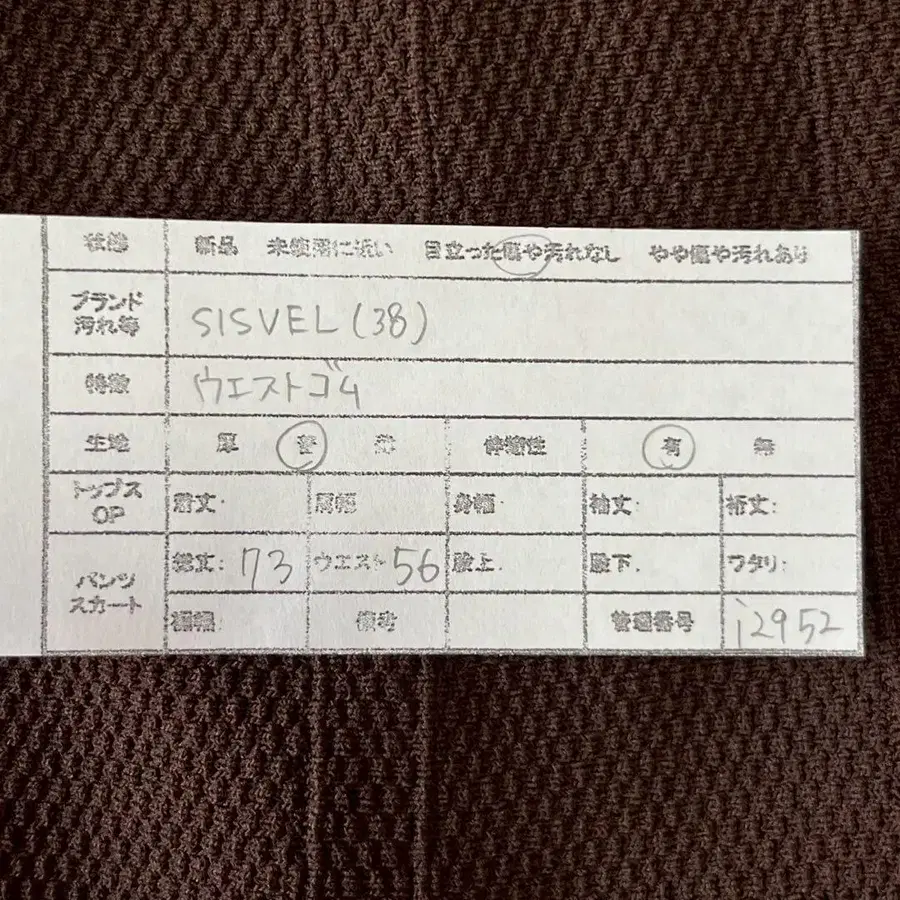 状態 新品 未使用に近い 目立った傷や汚れなし やや傷や汚れあり
ブランド
汚れ等
SISVEL(38)
特徴 ウエストゴム
生地 厚 普 薄 伸縮性 有 無
トップス
OP
着丈: 肩幅 身幅 袖丈: 裄丈:
パンツ
スカート
総丈: 73 ウエスト 56 股上. 股下. ワタリ:
裾幅: 備考 管理番号 i2952